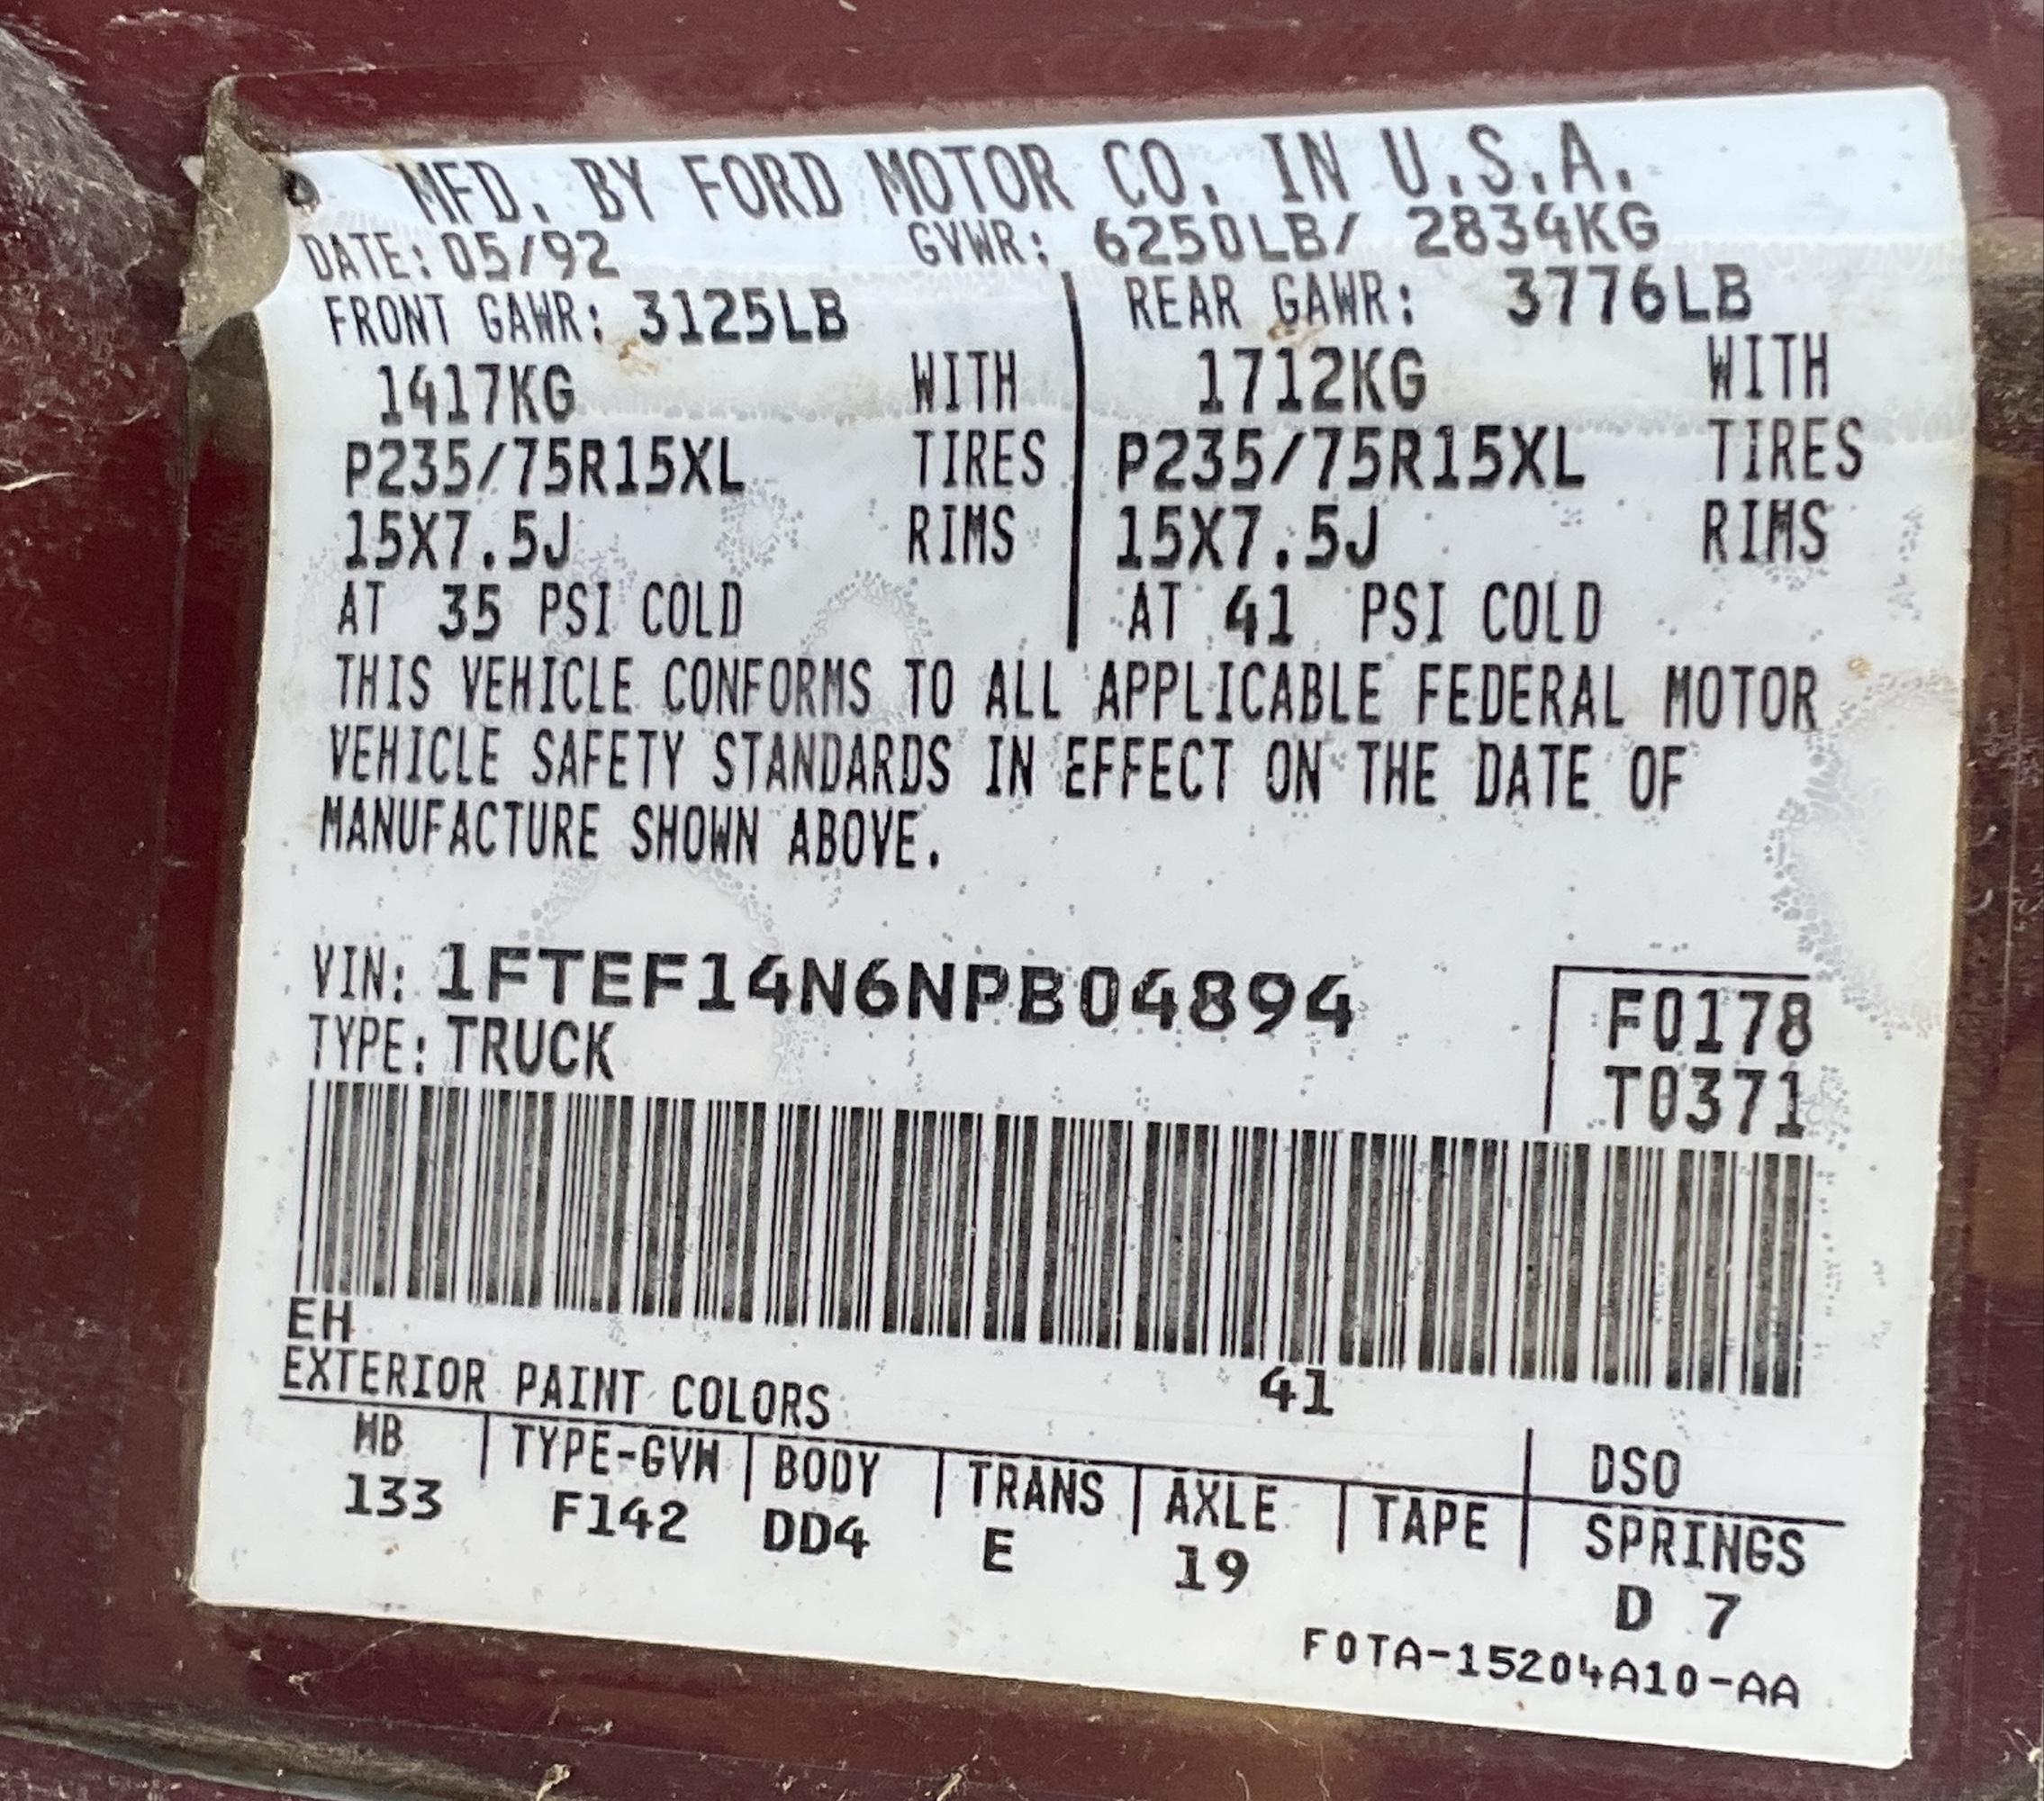 MFD. BY FORD MOTOR CO. IN U.S.A.
DATE: 05/92 GVWR: 6250LB/ 2834KG
FRONT GAWR: 3125LB REAR GAWR: 3776LB
1417KG WITH 1712KG WITH
P235/75R15XL TIRES P235/75R15XL TIRES
15X7.5J RIMS 15X7.5J RIMS
AT 35 PSI COLD AT 41 PSI COLD
THIS VEHICLE CONFORMS TO ALL APPLICABLE FEDERAL MOTOR
VEHICLE SAFETY STANDARDS IN EFFECT ON THE DATE OF
MANUFACTURE SHOWN ABOVE.
VIN: 1FTEF14N6NPB04894 F0178
TYPE: TRUCK T0371
EH
EXTERIOR PAINT COLORS 41 DSO
WB TYPE-GVW BODY TRANS AXLE TAPE SPRINGS
133 F142 DD4 E 19 D 7
F0TA-15204A10-AA